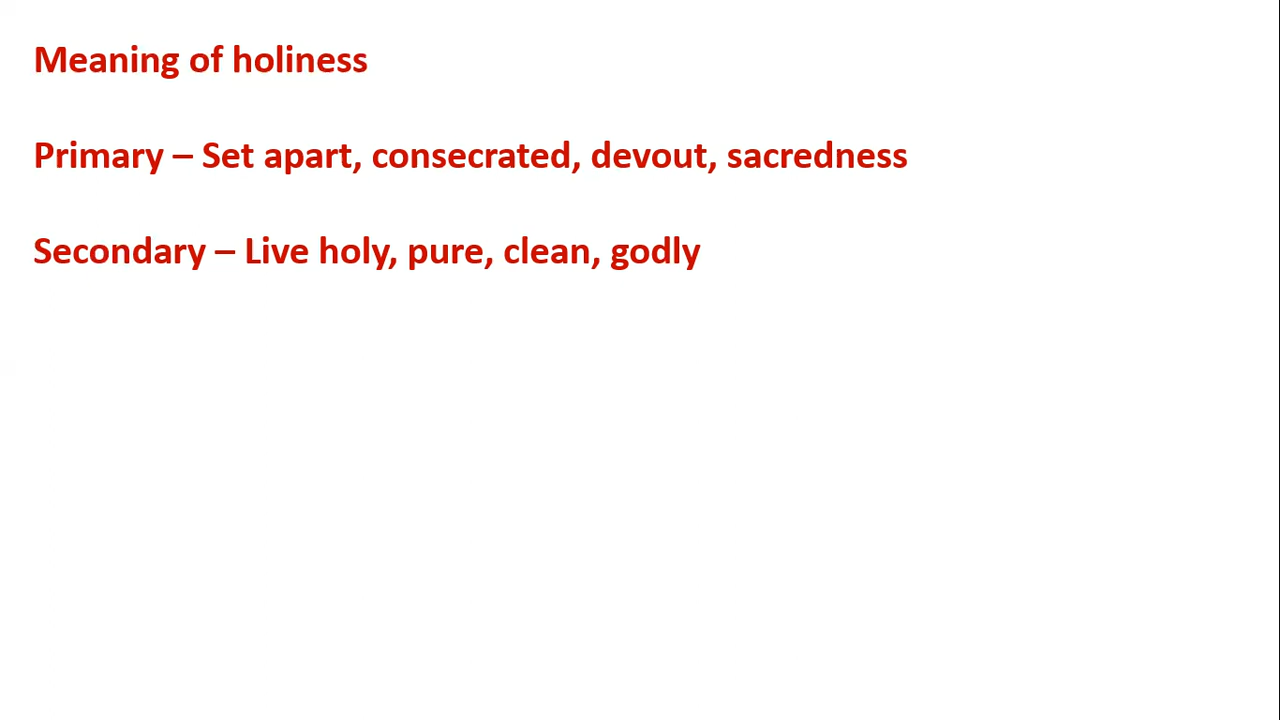 Meaning of holiness
Primary – Set apart, consecrated, devout, sacredness
Secondary – Live holy, pure, clean, godly